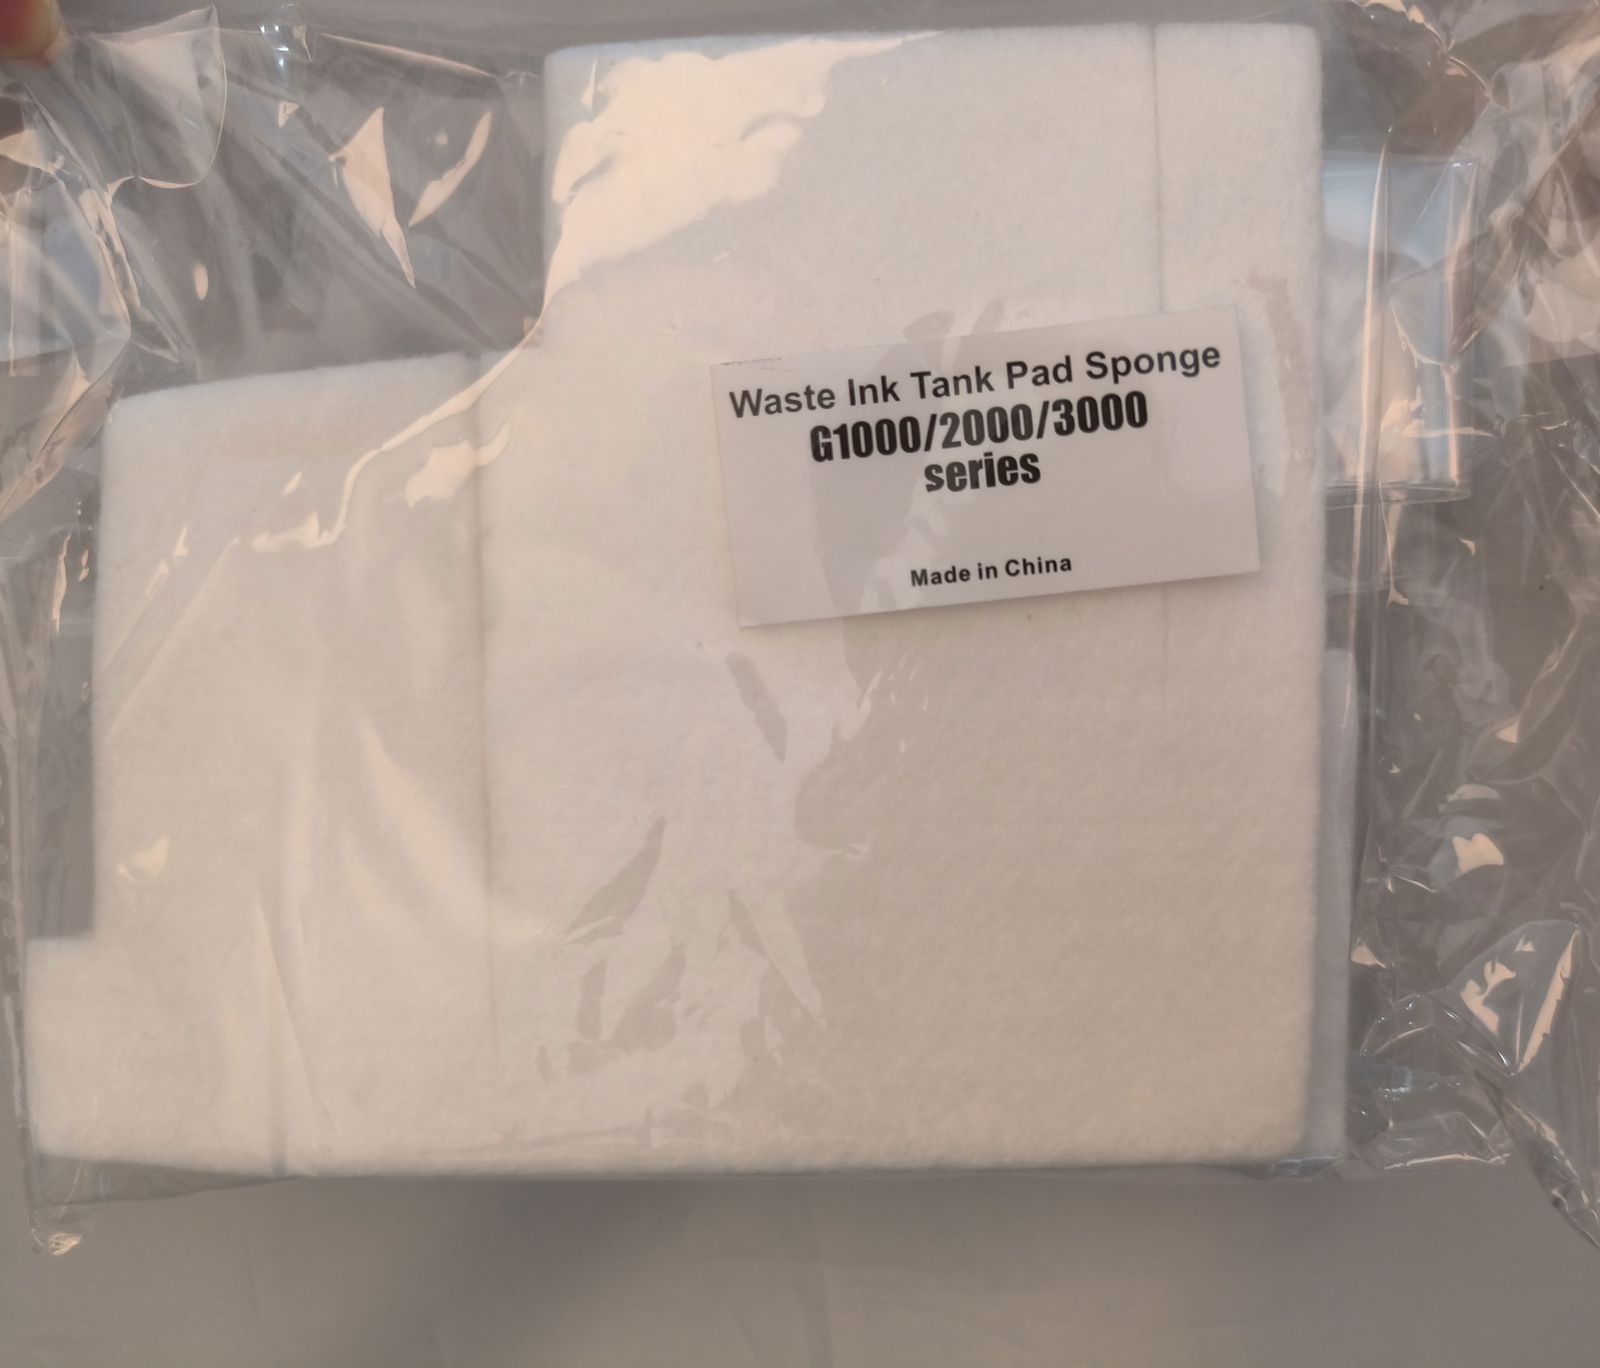 Waste Ink Tank Pad Sponge
G1000/2000/3000
series
Made in China